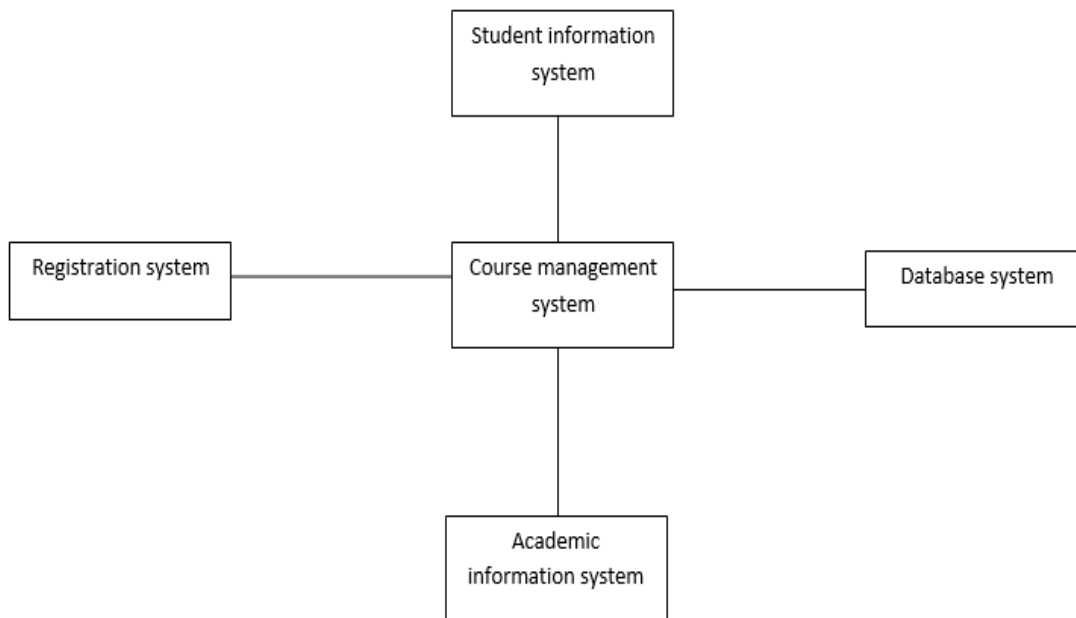 Student information
system
Registration system
Course management
system
Database system
Academic
information system